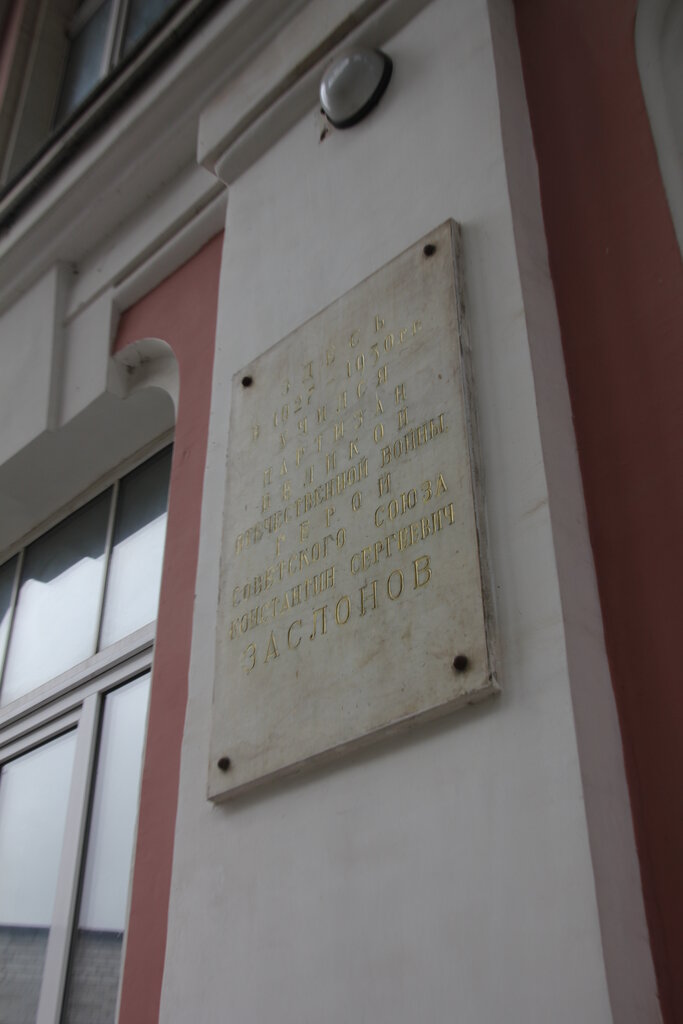 ЗДЕСЬ
В 1927-1930 гг.
УЧИЛСЯ
ПАРТИЗАН
ВЕЛИКОЙ
ОТЕЧЕСТВЕННОЙ ВОЙНЫ
ГЕРОЙ
СОВЕТСКОГО СОЮЗА
КОНСТАНТИН СЕРГЕЕВИЧ
ЗАСЛОНОВ